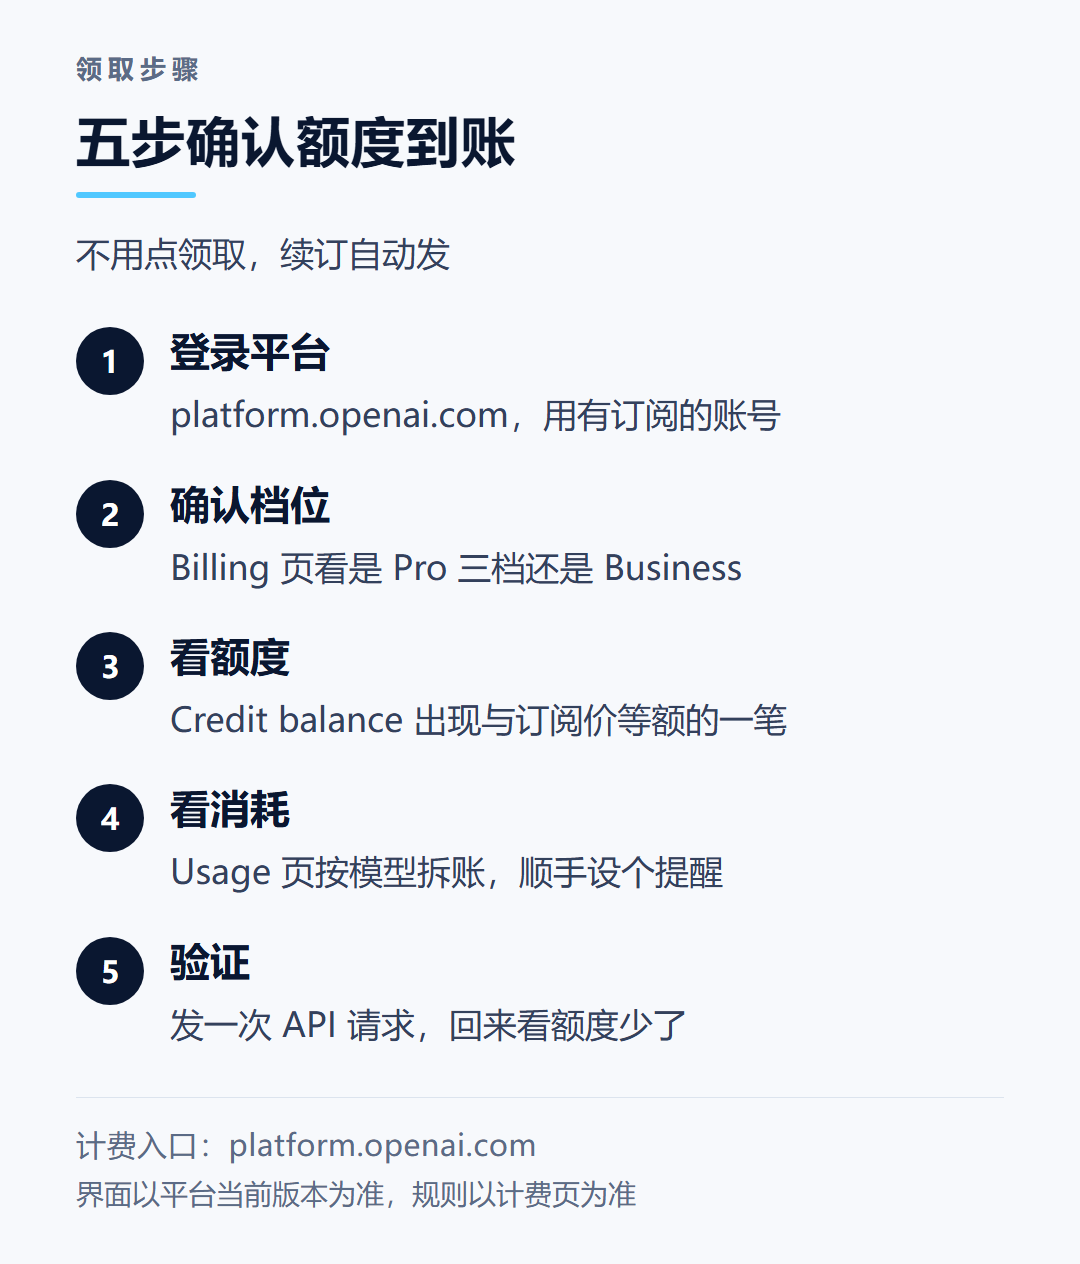 领取步骤
五步确认额度到账
不用点领取，续订自动发
1
登录平台
platform.openai.com，用有订阅的账号
2
确认档位
Billing 页看是 Pro 三档还是 Business
3
看额度
Credit balance 出现与订阅价等额的一笔
4
看消耗
Usage 页按模型拆账，顺手设个提醒
5
验证
发一次 API 请求，回来看额度少了
计费入口：platform.openai.com
界面以平台当前版本为准，规则以计费页为准